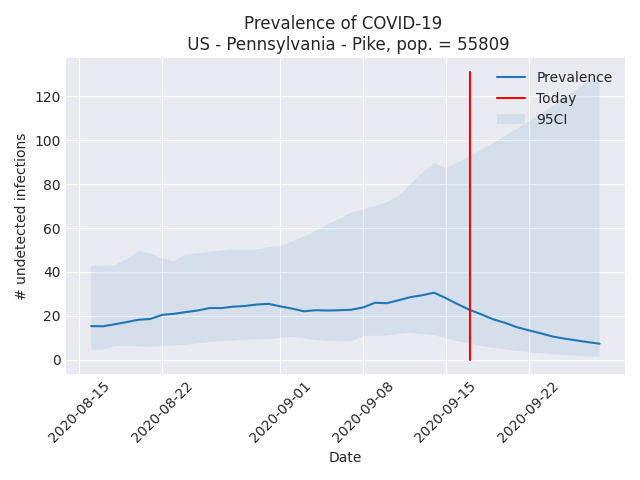 Prevalence of COVID-19
US - Pennsylvania - Pike, pop. = 55809
Prevalence
Today
95CI
120
100
80
60
40
20
0
# undetected infections
2020-08-15
2020-08-22
2020-09-01
2020-09-08
2020-09-15
2020-09-22
Date